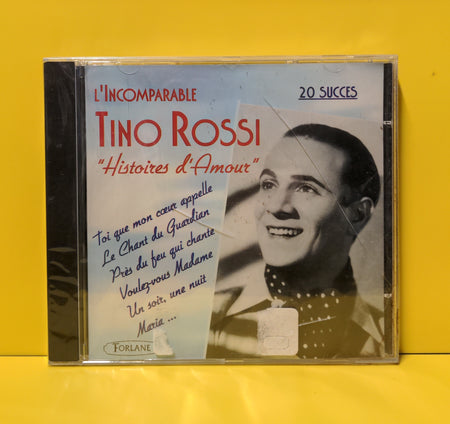 L'INCOMPARABLE
20 SUCCES
TINO ROSSI
"Histoires d'Amour"
Toi que mon cœur appelle
Le Chant du Guardian
Près du feu qui chante
Voulez-vous Madame
Un soir, une nuit
Maria ...
FORLANE